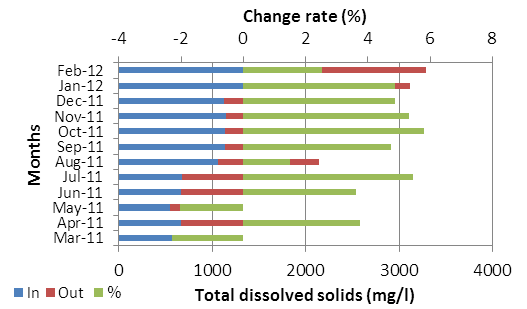 Change rate (%)
-4 -2 0 2 4 6 8
Feb-12
Jan-12
Dec-11
Nov-11
Oct-11
Sep-11
Aug-11
Jul-11
Jun-11
May-11
Apr-11
Mar-11
Months
0 1000 2000 3000 4000
In Out % Total dissolved solids (mg/l)